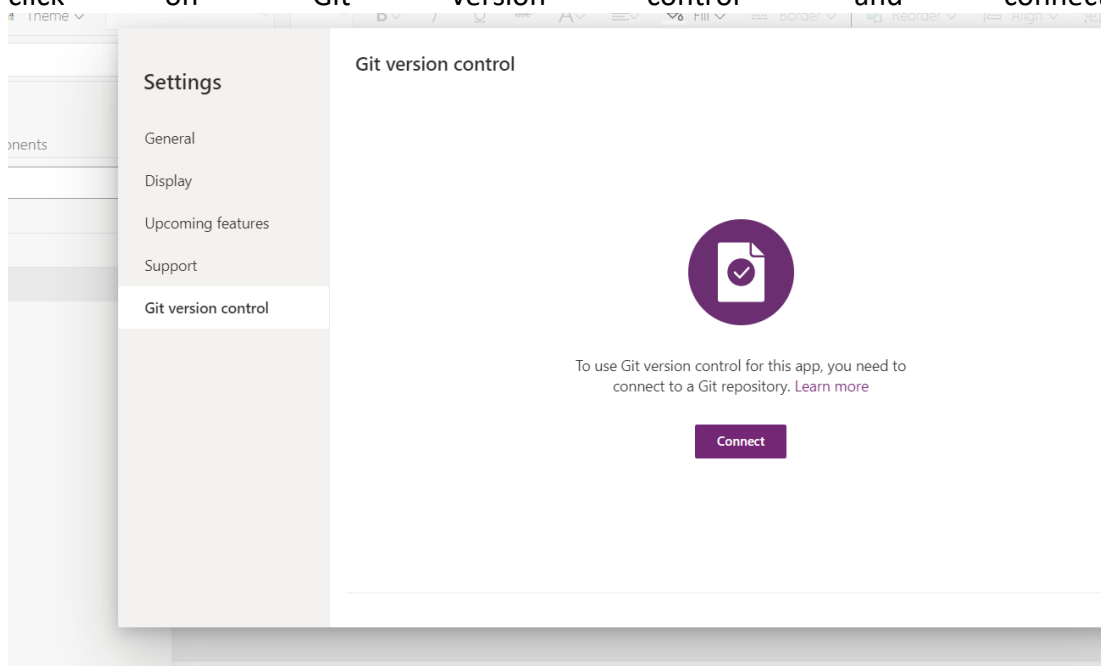 click on Git version control and connect
Theme
B I U abc A Fill Border Reorder Align
Settings
Git version control
General
Display
Upcoming features
Support
Git version control
To use Git version control for this app, you need to
connect to a Git repository. Learn more
Connect